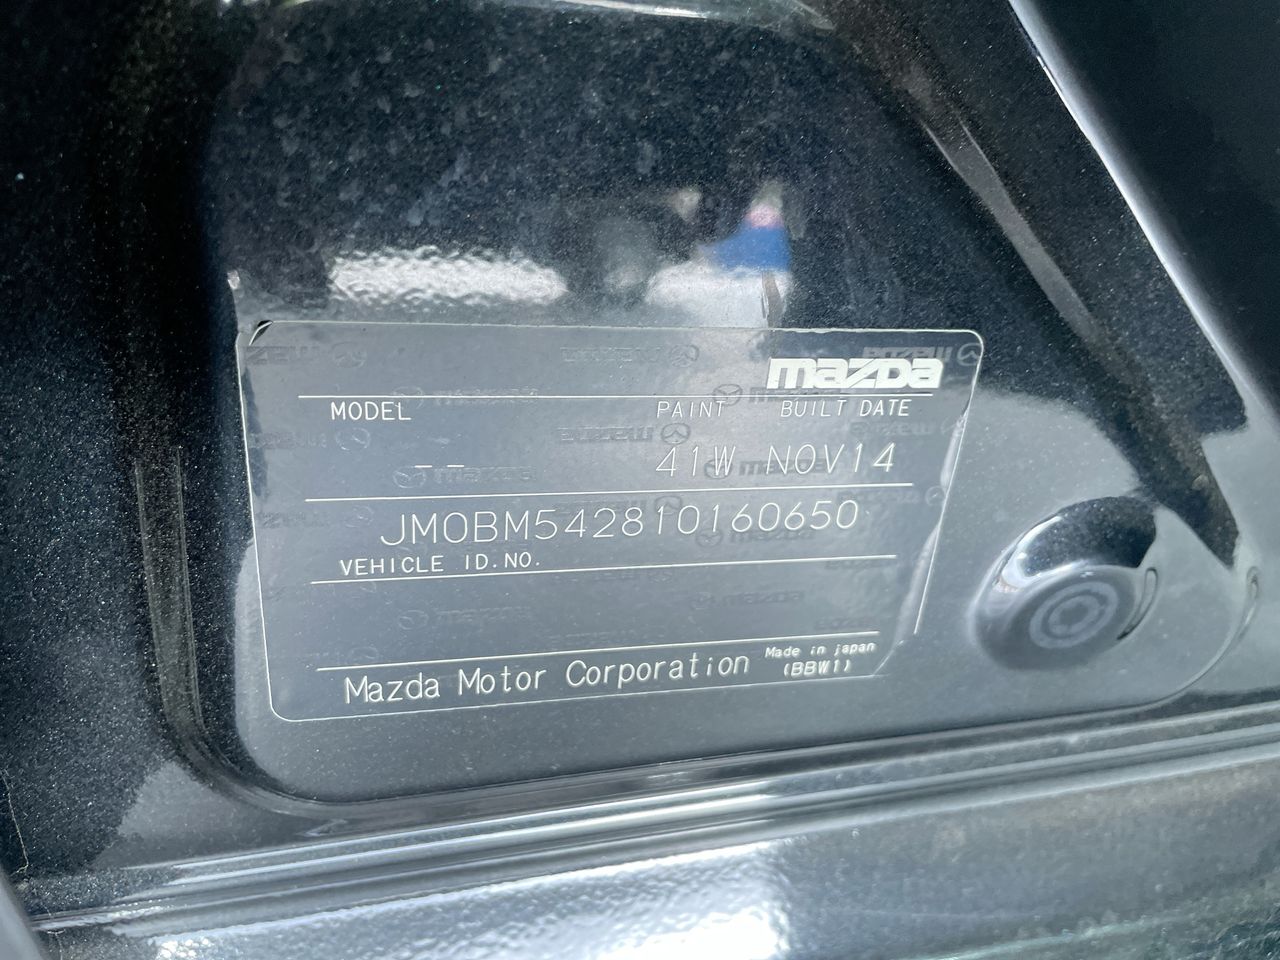 mazda
MODEL PAINT BUILT DATE
-- 41W NOV14
JM0BM542810160650
VEHICLE ID.NO.
Mazda Motor Corporation Made in japan
(BBW1)